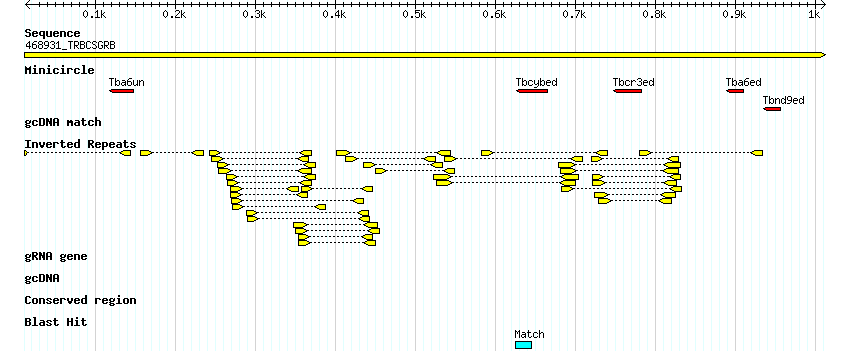 0.1k 0.2k 0.3k 0.4k 0.5k 0.6k 0.7k 0.8k 0.9k 1k
Sequence
468931_TRBCSGRB
Minicircle
Tba6un Tbcybed Tbcr3ed Tba6ed
Tbnd9ed
gcDNA match
Inverted Repeats
gRNA gene
gcDNA
Conserved region
Blast Hit
Match